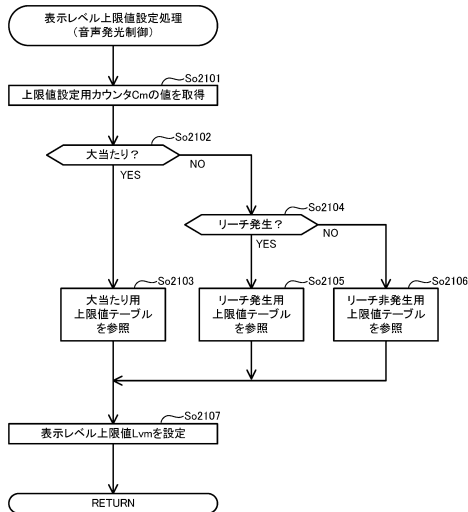 表示レベル上限値設定処理
（音声発光制御）
So2101
上限値設定用カウンタCmの値を取得
So2102
大当たり？
NO
YES
So2104
リーチ発生？
NO
YES
So2103
大当たり用
上限値テーブル
を参照
So2105
リーチ発生用
上限値テーブル
を参照
So2106
リーチ非発生用
上限値テーブル
を参照
So2107
表示レベル上限値Lvmを設定
RETURN